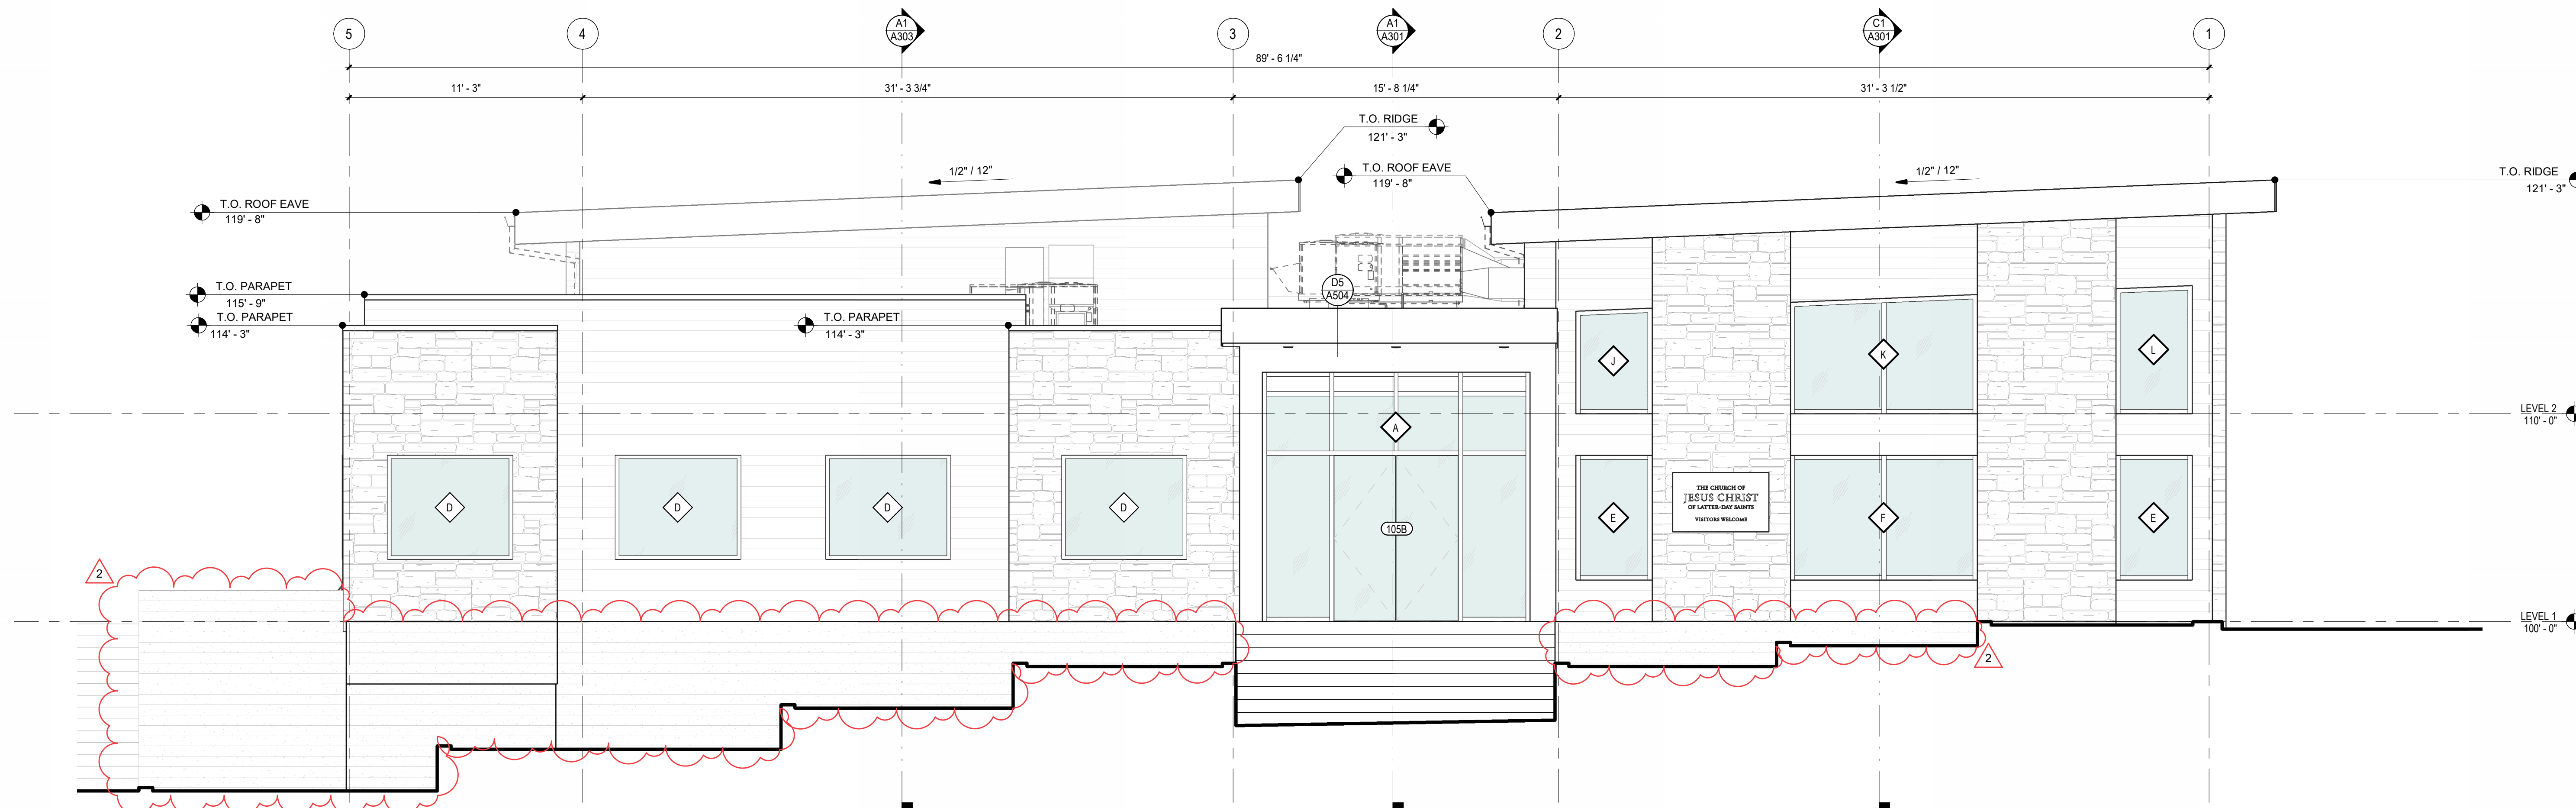 5
4
A1
A303
3
A1
A301
2
C1
A301
1
89' - 6 1/4"
11' - 3"
31' - 3 3/4"
15' - 8 1/4"
31' - 3 1/2"
T.O. RIDGE
121' - 3"
1/2" / 12"
T.O. ROOF EAVE
119' - 8"
1/2" / 12"
T.O. RIDGE
121' - 3"
T.O. ROOF EAVE
119' - 8"
T.O. PARAPET
115' - 9"
D5
A504
T.O. PARAPET
114' - 3"
T.O. PARAPET
114' - 3"
J
K
L
LEVEL 2
110' - 0"
A
D
D
D
D
105B
E
THE CHURCH OF
JESUS CHRIST
OF LATTER-DAY SAINTS
VISITORS WELCOME
F
E
2
LEVEL 1
100' - 0"
2